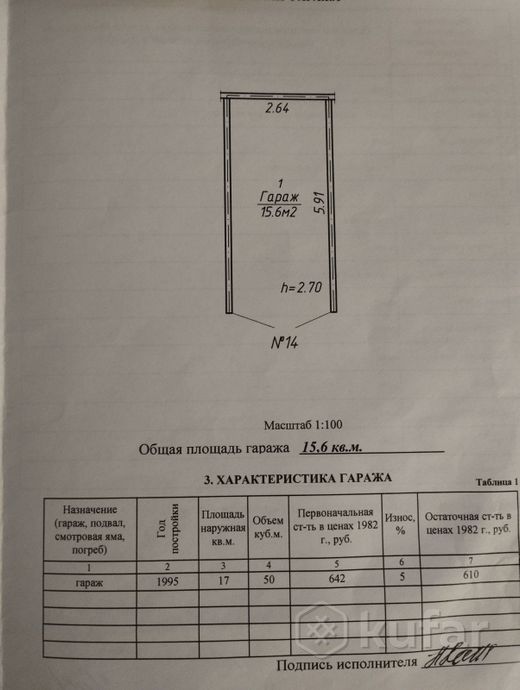 2.64
1
Гараж
15.6м2
5.91
h=2.70
№14
Масштаб 1:100
Общая площадь гаража 15,6 кв.м.
3. ХАРАКТЕРИСТИКА ГАРАЖА
Таблица 1
Назначение (гараж, подвал, смотровая яма, погреб) Год постройки Площадь наружная кв.м. Объем куб.м. Первоначальная ст-ть в ценах 1982 г., руб. Износ, % Остаточная ст-ть в ценах 1982 г., руб.
1 2 3 4 5 6 7
гараж 1995 17 50 642 5 610
kufar
Подпись исполнителя